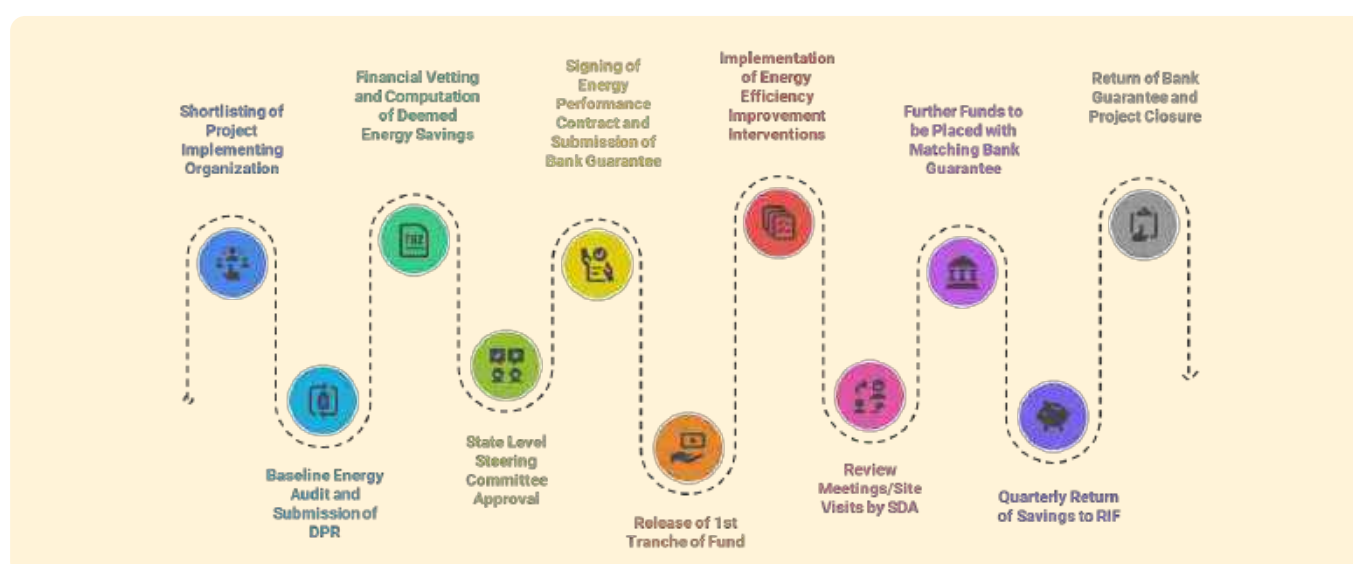 Shortlisting of
Project
Implementing
Organization
Baseline Energy
Audit and
Submission of
DPR
Financial Vetting
and Computation
of Deemed
Energy Savings
State Level
Steering
Committee
Approval
Signing of
Energy
Performance
Contract and
Submission of
Bank Guarantee
Release of 1st
Tranche of Fund
Implementation
of Energy
Efficiency
Improvement
Interventions
Review
Meetings/Site
Visits by SDA
Further Funds to
be Placed with
Matching Bank
Guarantee
Quarterly Return
of Savings to RIF
Return of Bank
Guarantee and
Project Closure